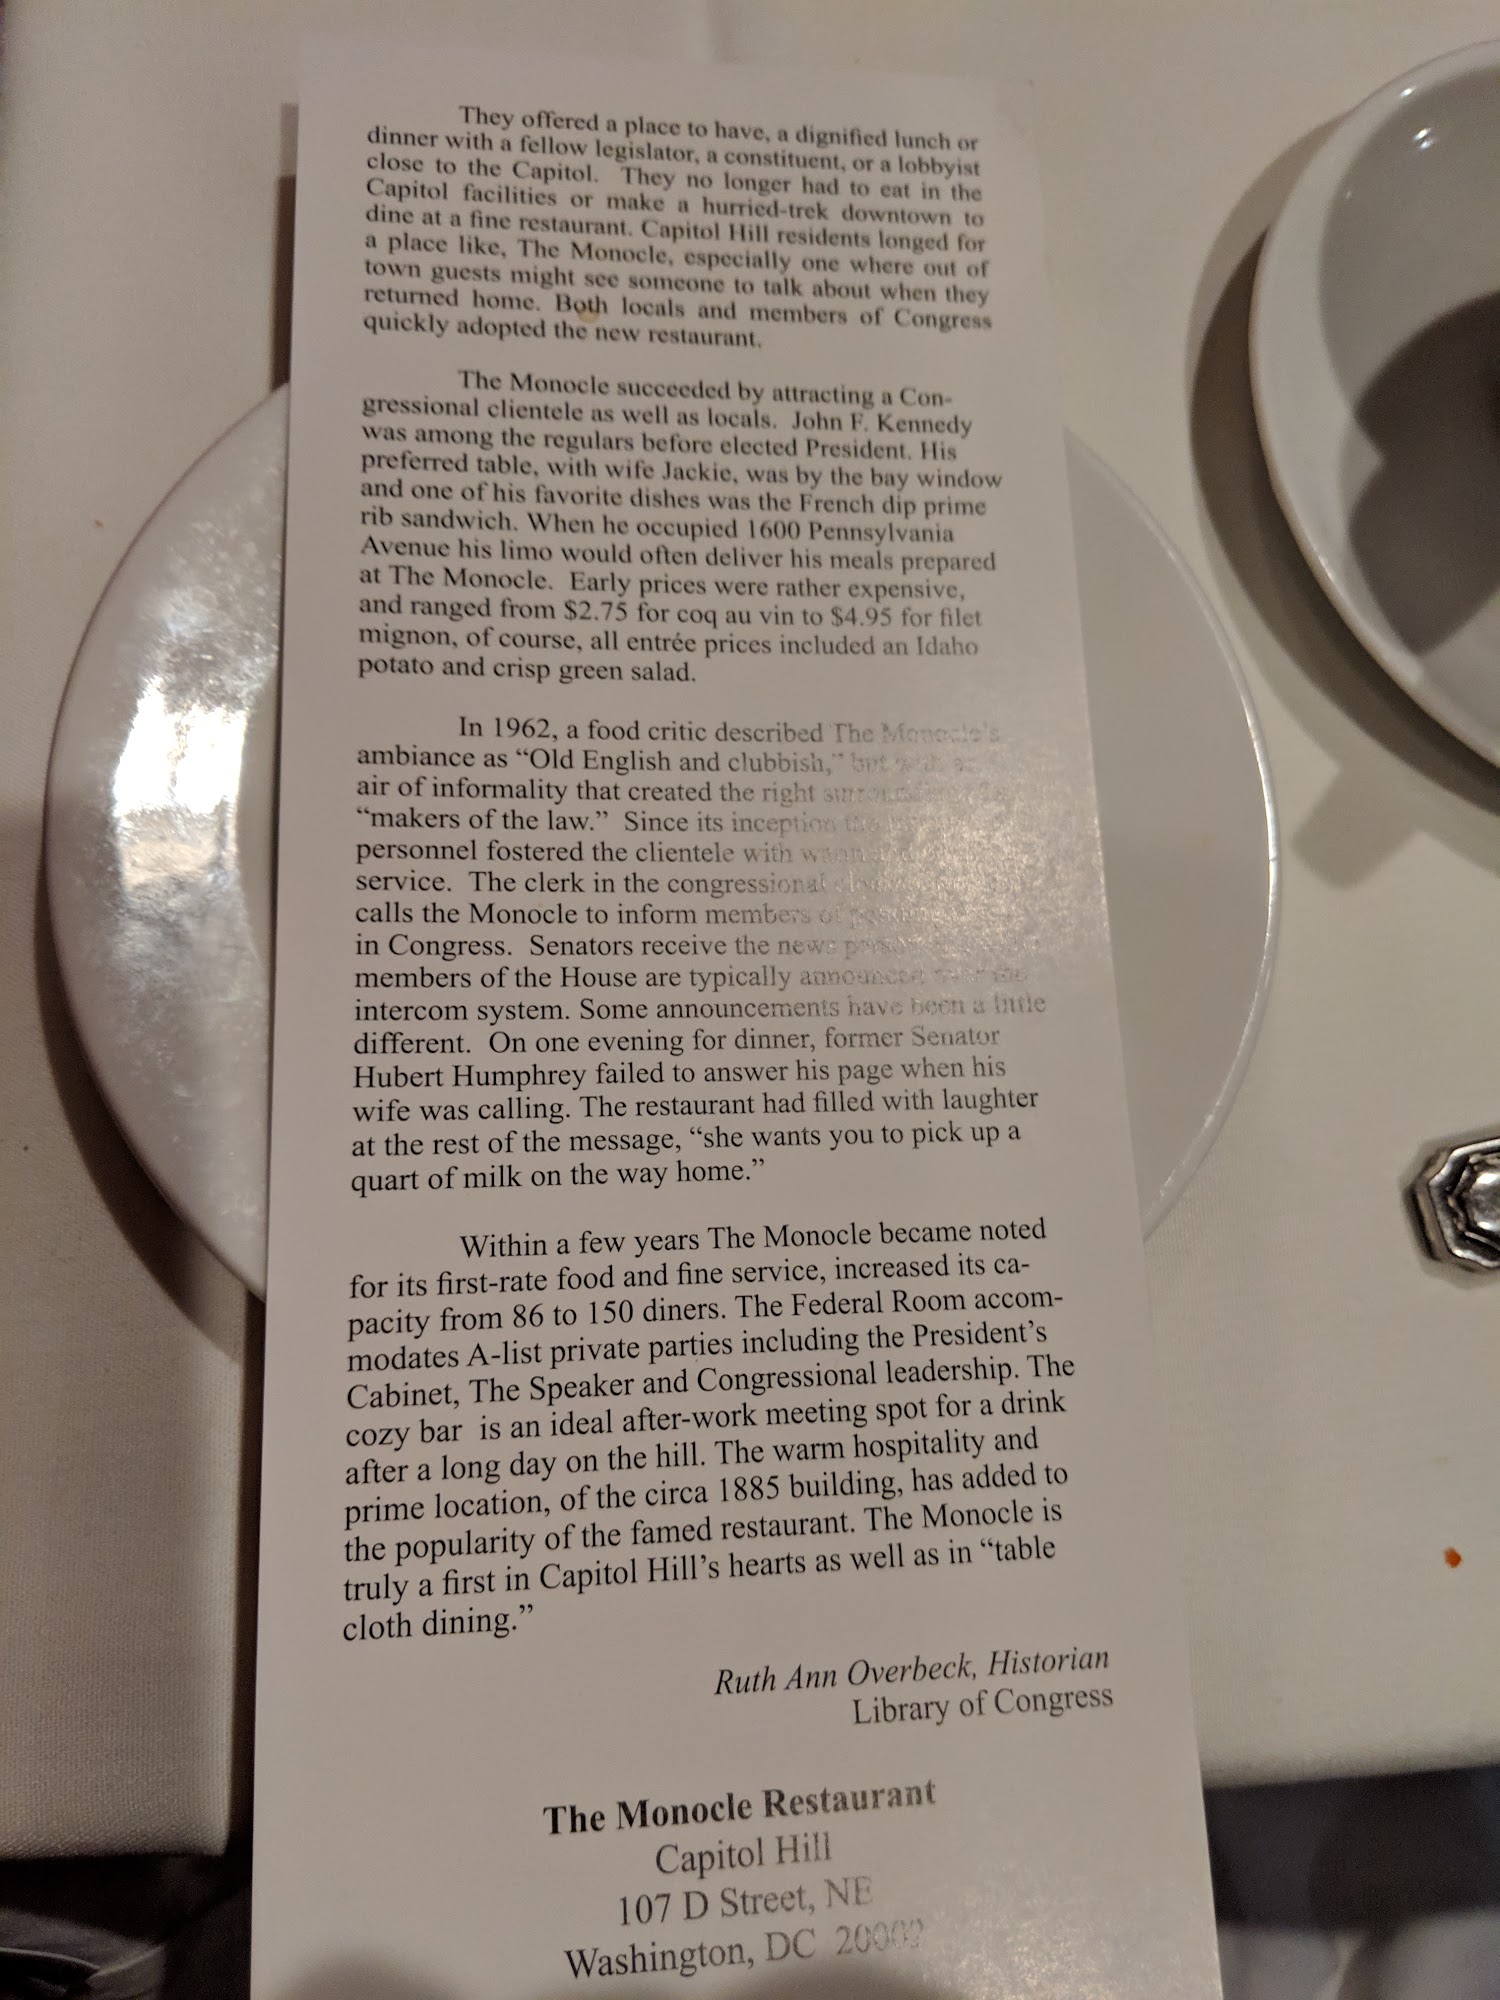 They offered a place to have, a dignified lunch or
dinner with a fellow legislator, a constituent, or a lobbyist
close to the Capitol. They no longer had to eat in the
Capitol facilities or make a hurried-trek downtown to
dine at a fine restaurant. Capitol Hill residents longed for
a place like, The Monocle, especially one where out of
town guests might see someone to talk about when they
returned home. Both locals and members of Congress
quickly adopted the new restaurant.
The Monocle succeeded by attracting a Con-
gressional clientele as well as locals. John F. Kennedy
was among the regulars before elected President. His
preferred table, with wife Jackie, was by the bay window
and one of his favorite dishes was the French dip prime
rib sandwich. When he occupied 1600 Pennsylvania
Avenue his limo would often deliver his meals prepared
at The Monocle. Early prices were rather expensive,
and ranged from $2.75 for coq au vin to $4.95 for filet
mignon, of course, all entrée prices included an Idaho
potato and crisp green salad.
In 1962, a food critic described The Monocle's
ambiance as “Old English and clubbish,” but
air of informality that created the right
“makers of the law.” Since its inception
personnel fostered the clientele with
service. The clerk in the congressional
calls the Monocle to inform members of
in Congress. Senators receive the news
members of the House are typically announced over the
intercom system. Some announcements have been a little
different. On one evening for dinner, former Senator
Hubert Humphrey failed to answer his page when his
wife was calling. The restaurant had filled with laughter
at the rest of the message, “she wants you to pick up a
quart of milk on the way home.”
Within a few years The Monocle became noted
for its first-rate food and fine service, increased its ca-
pacity from 86 to 150 diners. The Federal Room accom-
modates A-list private parties including the President's
Cabinet, The Speaker and Congressional leadership. The
cozy bar is an ideal after-work meeting spot for a drink
after a long day on the hill. The warm hospitality and
prime location, of the circa 1885 building, has added to
the popularity of the famed restaurant. The Monocle is
truly a first in Capitol Hill's hearts as well as in “table
cloth dining.”
Ruth Ann Overbeck, Historian
Library of Congress
The Monocle Restaurant
Capitol Hill
107 D Street, NE
Washington, DC 20002